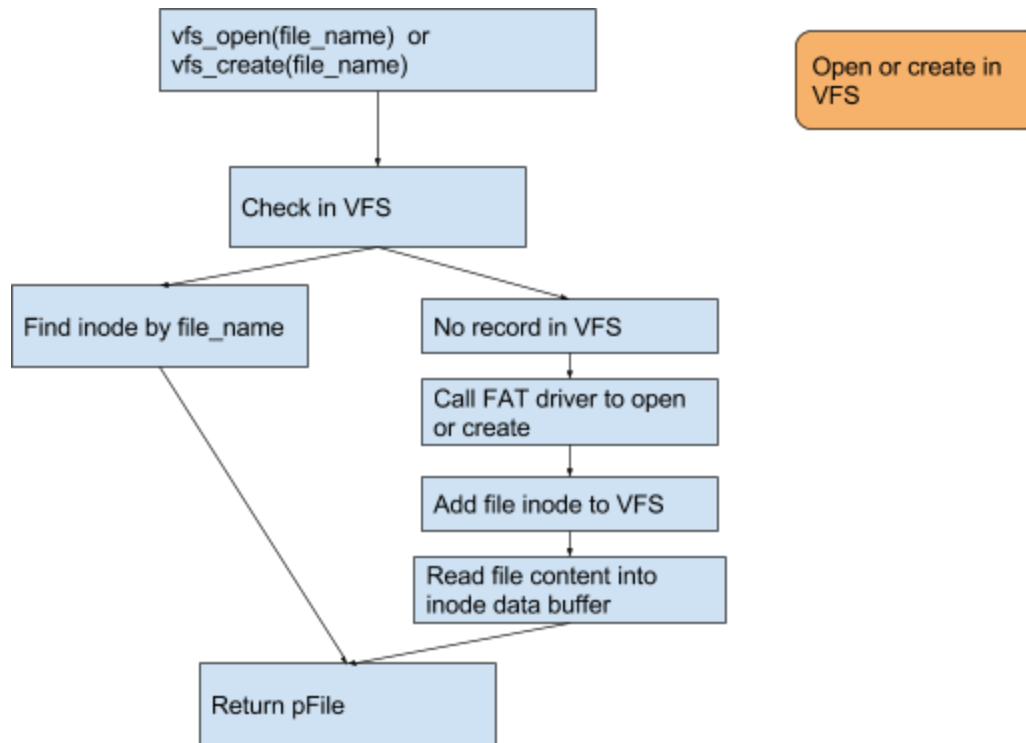 vfs_open(file_name) or
vfs_create(file_name)
Open or create in
VFS
Check in VFS
Find inode by file_name
No record in VFS
Call FAT driver to open
or create
Add file inode to VFS
Read file content into
inode data buffer
Return pFile